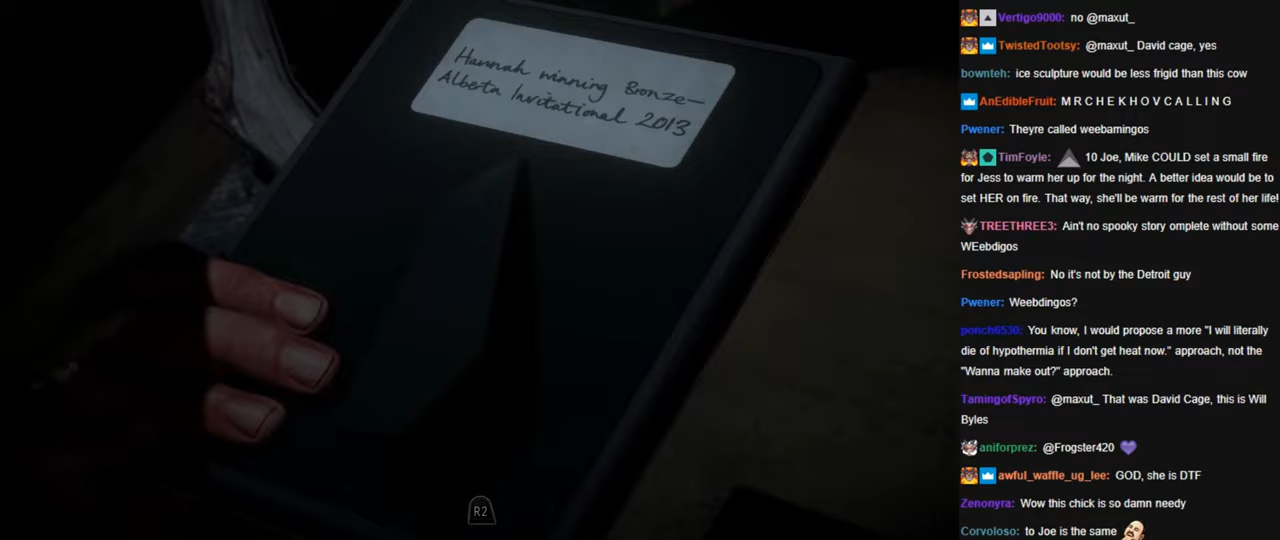 Hannah winning Bronze—
Alberta Invitational 2013
R2
Vertigo9000: no @maxut_
TwistedTootsy: @maxut_ David cage, yes
bownteh: ice sculpture would be less frigid than this cow
AnEdibleFruit: M R C H E K H O V C A L L I N G
Pwener: Theyre called weebamingos
TimFoyle: 10 Joe, Mike COULD set a small fire
for Jess to warm her up for the night. A better idea would be to
set HER on fire. That way, she'll be warm for the rest of her life!
TREETHREE3: Ain't no spooky story omplete without some
WEebdigos
Frostedsapling: No it's not by the Detroit guy
Pwener: Weebdingos?
ponch6530: You know, I would propose a more "I will literally
die of hypothermia if I don't get heat now." approach, not the
"Wanna make out?" approach.
TamingofSpyro: @maxut_ That was David Cage, this is Will
Byles
aniforprez: @Frogster420
awful_waffle_ug_lee: GOD, she is DTF
Zenonyra: Wow this chick is so damn needy
Corvoloso: to Joe is the same